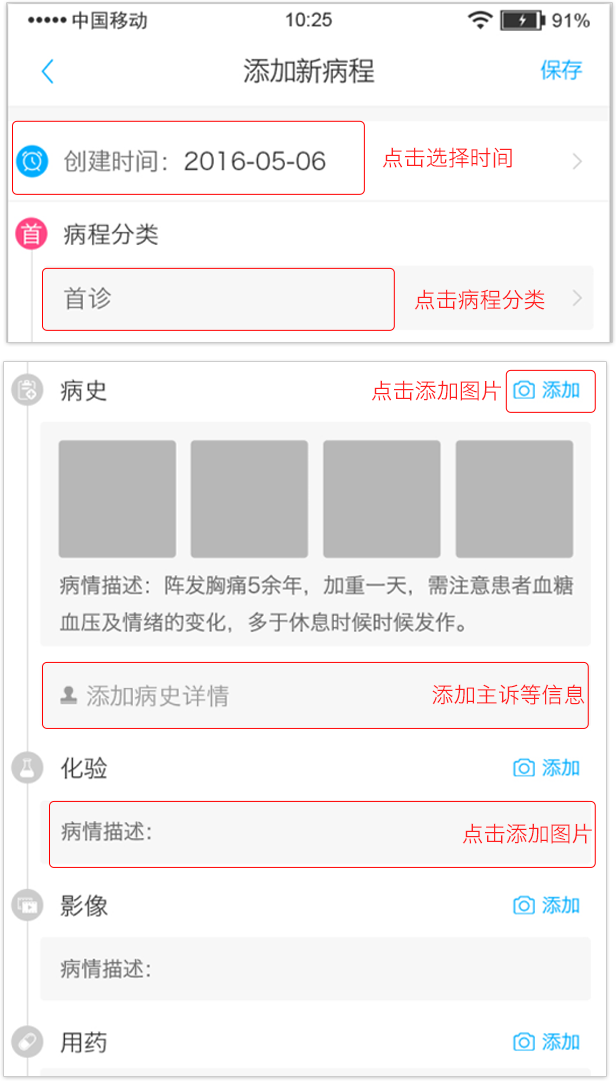 中国移动 10:25 91%
添加新病程 保存
创建时间：2016-05-06 点击选择时间
首 病程分类
首诊 点击病程分类
病史 点击添加图片 添加
病情描述：阵发胸痛5余年，加重一天，需注意患者血糖
血压及情绪的变化，多于休息时候时候发作。
添加病史详情 添加主诉等信息
化验 添加
病情描述： 点击添加图片
影像 添加
病情描述：
用药 添加